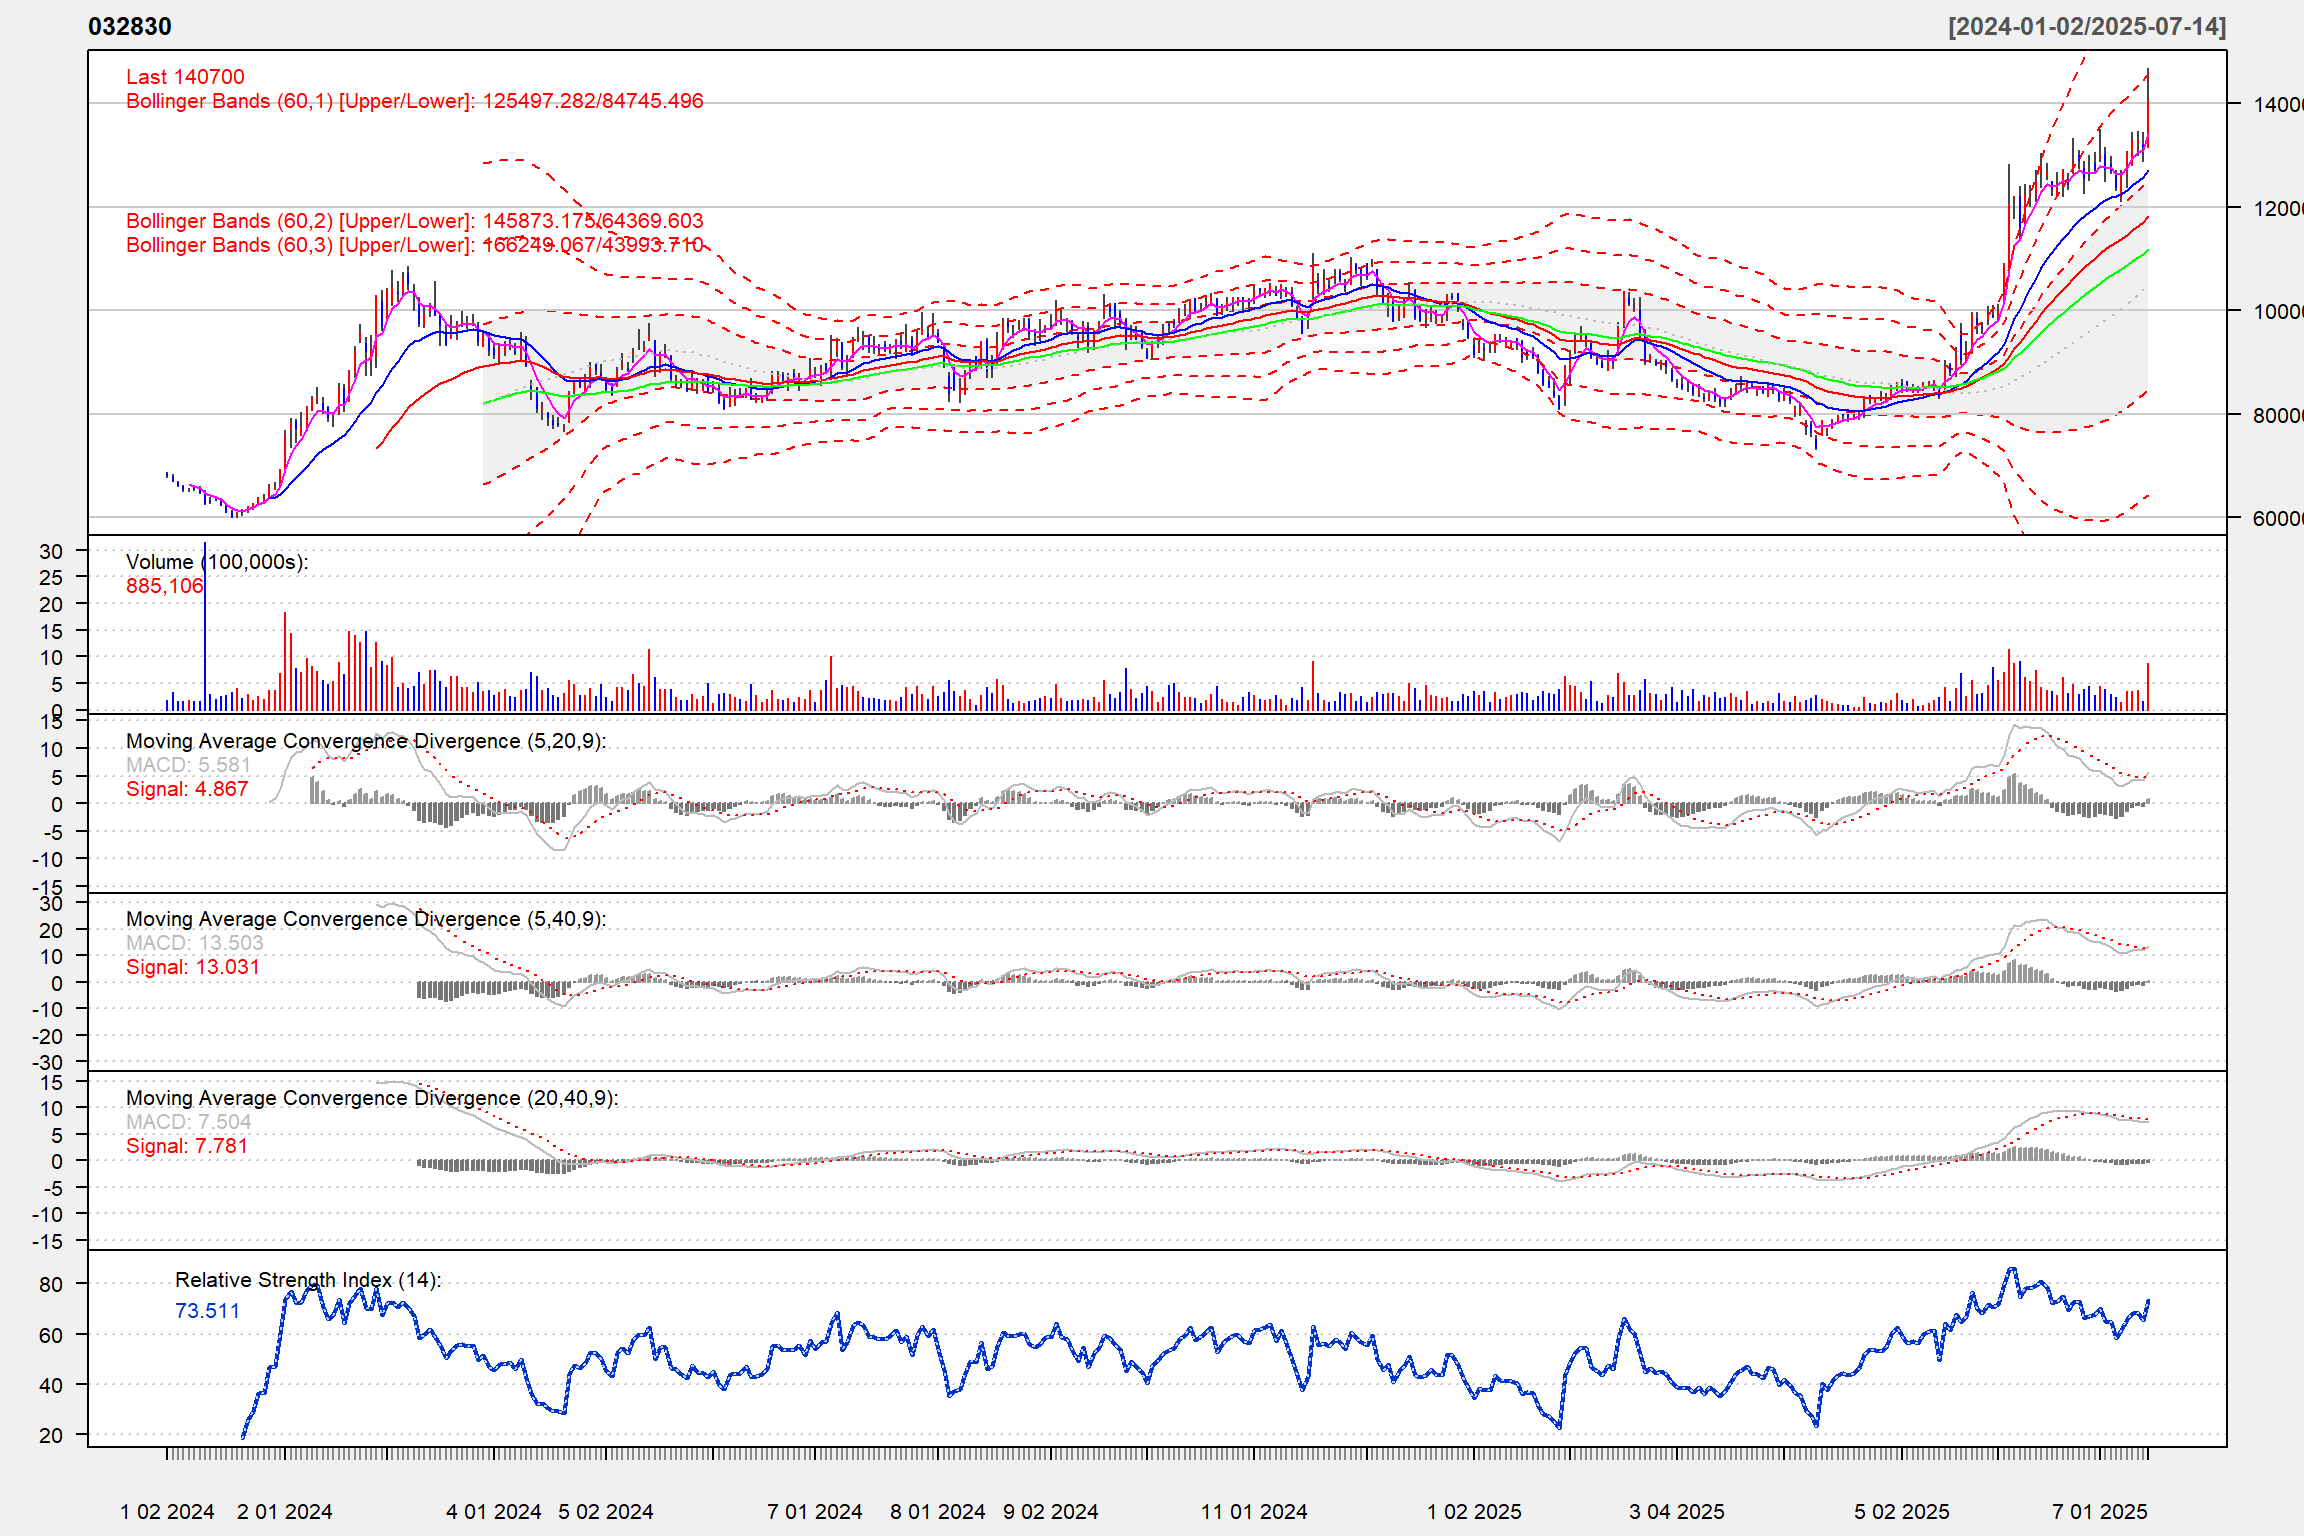 032830 [2024-01-02/2025-07-14]
Last 140700
Bollinger Bands (60,1) [Upper/Lower]: 125497.282/84745.496
Bollinger Bands (60,2) [Upper/Lower]: 145873.175/64369.603
Bollinger Bands (60,3) [Upper/Lower]: 166249.067/43993.710
14000
12000
10000
80000
60000
Volume (100,000s):
885,106
30
25
20
15
10
5
0
Moving Average Convergence Divergence (5,20,9):
MACD: 5.581
Signal: 4.867
15
10
5
0
-5
-10
-15
Moving Average Convergence Divergence (5,40,9):
MACD: 13.503
Signal: 13.031
30
20
10
0
-10
-20
-30
Moving Average Convergence Divergence (20,40,9):
MACD: 7.504
Signal: 7.781
15
10
5
0
-5
-10
-15
Relative Strength Index (14):
73.511
80
60
40
20
1 02 2024 2 01 2024 4 01 2024 5 02 2024 7 01 2024 8 01 2024 9 02 2024 11 01 2024 1 02 2025 3 04 2025 5 02 2025 7 01 2025